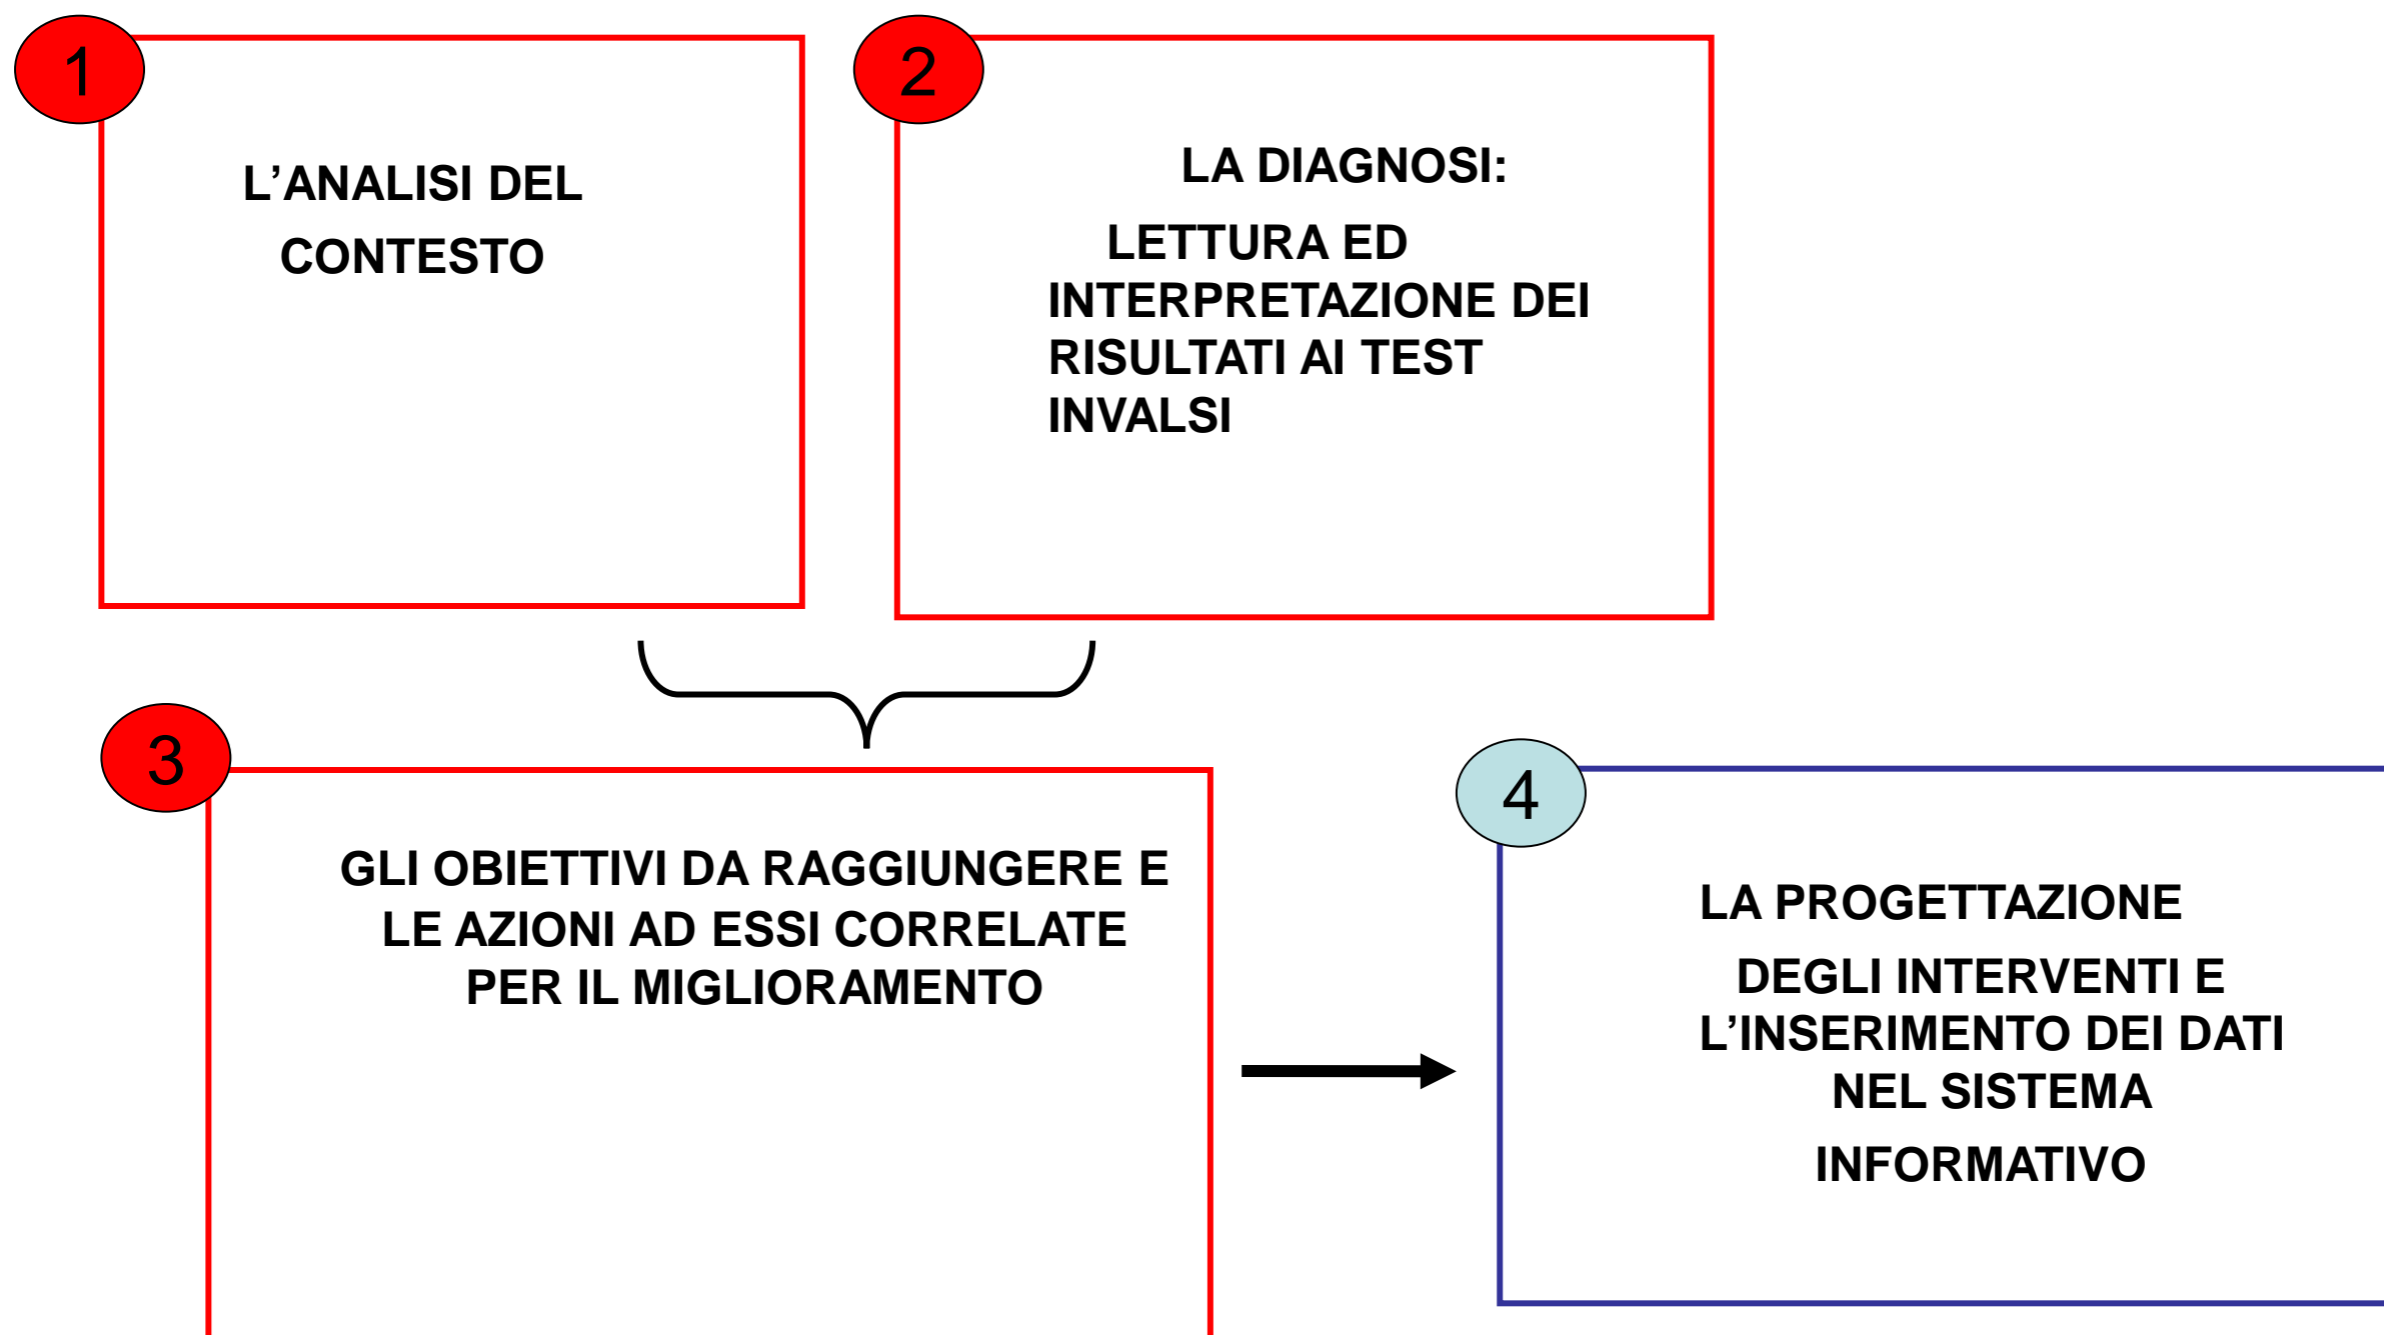 1
L’ANALISI DEL
CONTESTO
2
LA DIAGNOSI:
LETTURA ED
INTERPRETAZIONE DEI
RISULTATI AI TEST
INVALSI
3
GLI OBIETTIVI DA RAGGIUNGERE E
LE AZIONI AD ESSI CORRELATE
PER IL MIGLIORAMENTO
4
LA PROGETTAZIONE
DEGLI INTERVENTI E
L’INSERIMENTO DEI DATI
NEL SISTEMA
INFORMATIVO